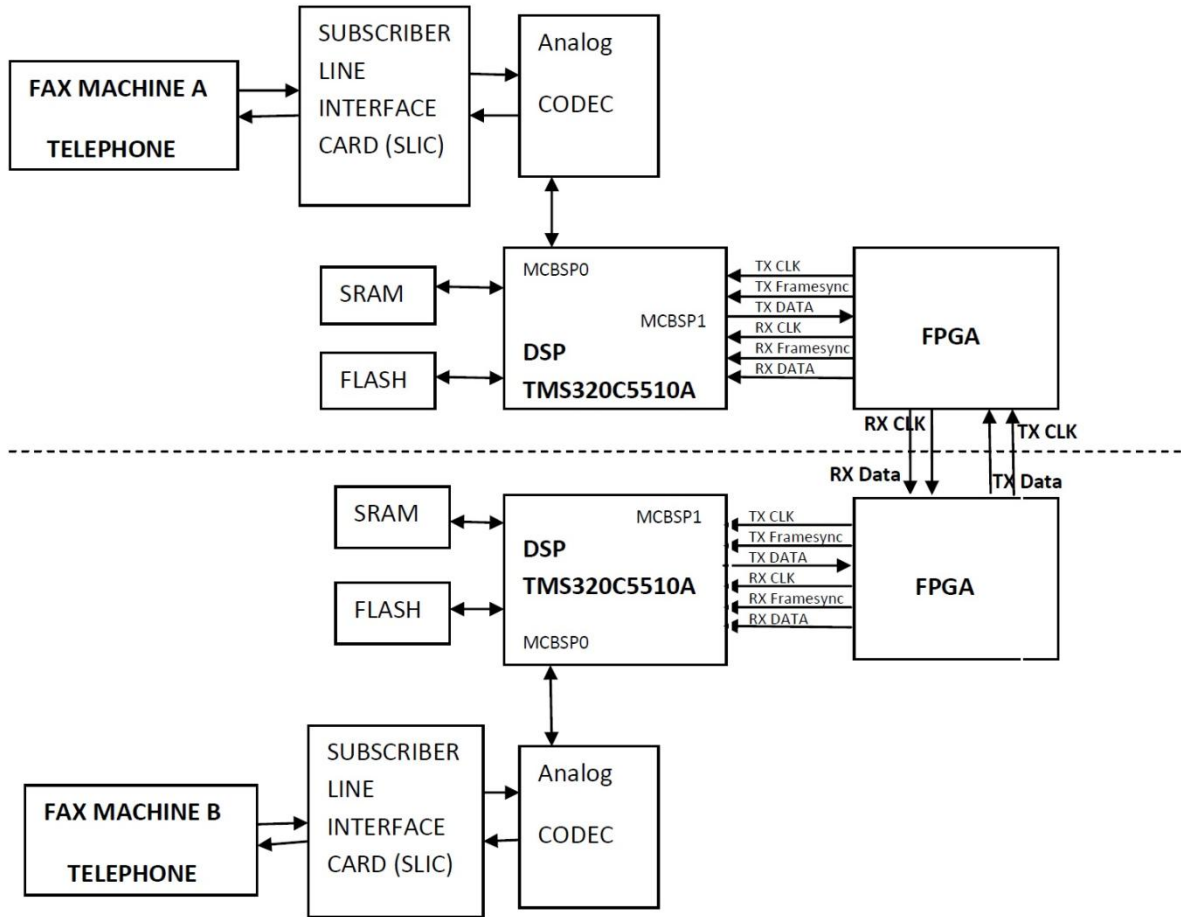 FAX MACHINE A
TELEPHONE
SUBSCRIBER
LINE
INTERFACE
CARD (SLIC)
Analog
CODEC
SRAM
FLASH
MCBSP0
MCBSP1
DSP
TMS320C5510A
TX CLK
TX Framesync
TX DATA
RX CLK
RX Framesync
RX DATA
FPGA
RX CLK
TX CLK
RX Data
TX Data
SRAM
FLASH
MCBSP1
DSP
TMS320C5510A
MCBSP0
TX CLK
TX Framesync
TX DATA
RX CLK
RX Framesync
RX DATA
FPGA
FAX MACHINE B
TELEPHONE
SUBSCRIBER
LINE
INTERFACE
CARD (SLIC)
Analog
CODEC